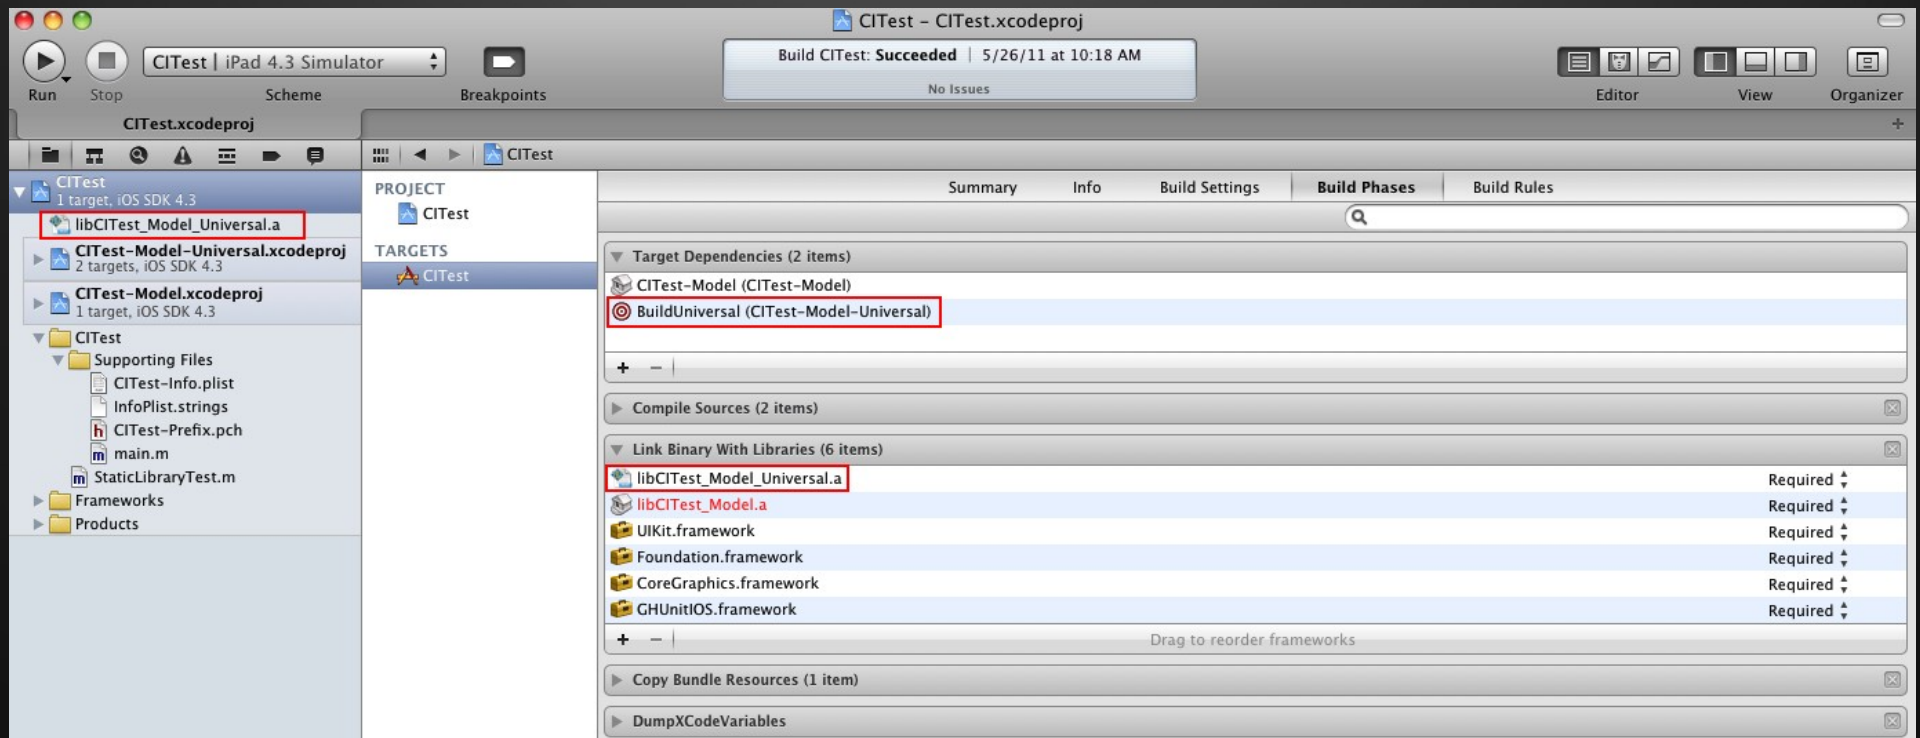 CITest – CITest.xcodeproj
Run
Stop
CITest | iPad 4.3 Simulator
Scheme
Breakpoints
Build CITest: Succeeded | 5/26/11 at 10:18 AM
No Issues
Editor
View
Organizer
CITest.xcodeproj
CITest
1 target, iOS SDK 4.3
libCITest_Model_Universal.a
CITest-Model-Universal.xcodeproj
2 targets, iOS SDK 4.3
CITest-Model.xcodeproj
1 target, iOS SDK 4.3
CITest
Supporting Files
CITest-Info.plist
InfoPlist.strings
CITest-Prefix.pch
main.m
StaticLibraryTest.m
Frameworks
Products
CITest
PROJECT
CITest
TARGETS
CITest
Summary
Info
Build Settings
Build Phases
Build Rules
Target Dependencies (2 items)
CITest-Model (CITest-Model)
BuildUniversal (CITest-Model-Universal)
Compile Sources (2 items)
Link Binary With Libraries (6 items)
libCITest_Model_Universal.a Required
libCITest_Model.a Required
UIKit.framework Required
Foundation.framework Required
CoreGraphics.framework Required
GHUnitIOS.framework Required
Drag to reorder frameworks
Copy Bundle Resources (1 item)
DumpXCodeVariables